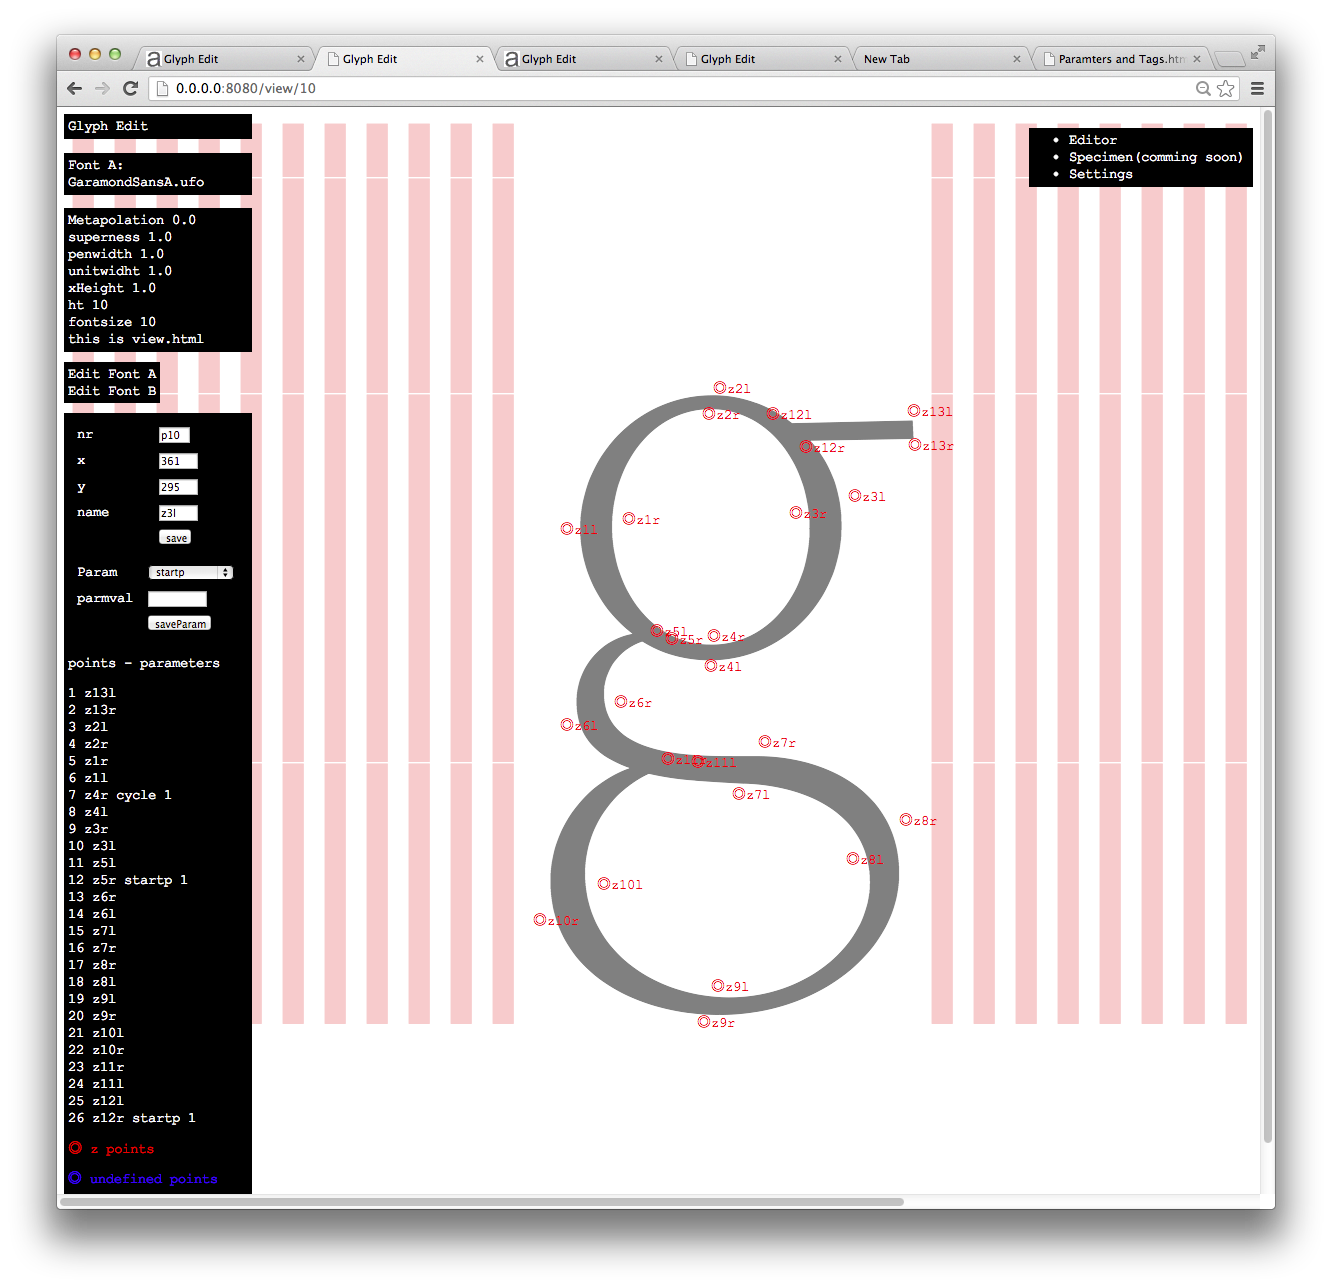 Glyph Edit
Glyph Edit
Glyph Edit
Glyph Edit
New Tab
Paramters and Tags.htm
0.0.0.0:8080/view/10
Glyph Edit
Font A:
GaramondSansA.ufo
Metapolation 0.0
superness 1.0
penwidth 1.0
unitwidht 1.0
xHeight 1.0
ht 10
fontsize 10
this is view.html
Edit Font A
Edit Font B
nr p10
x 361
y 295
name z3l
save
Param startp
parmval
saveParam
points - parameters
1 z13l
2 z13r
3 z2l
4 z2r
5 z1r
6 z1l
7 z4r cycle 1
8 z4l
9 z3r
10 z3l
11 z5l
12 z5r startp 1
13 z6r
14 z6l
15 z7l
16 z7r
17 z8r
18 z8l
19 z9l
20 z9r
21 z10l
22 z10r
23 z11r
24 z11l
25 z12l
26 z12r startp 1
z points
undefined points
Editor
Specimen(comming soon)
Settings
z2l
z2r
z12l
z13l
z12r
z13r
z3l
z3r
z1r
z1l
z5l
z5r
z4r
z4l
z6r
z6l
z7r
z11r
z11l
z7l
z8r
z8l
z10l
z10r
z9l
z9r